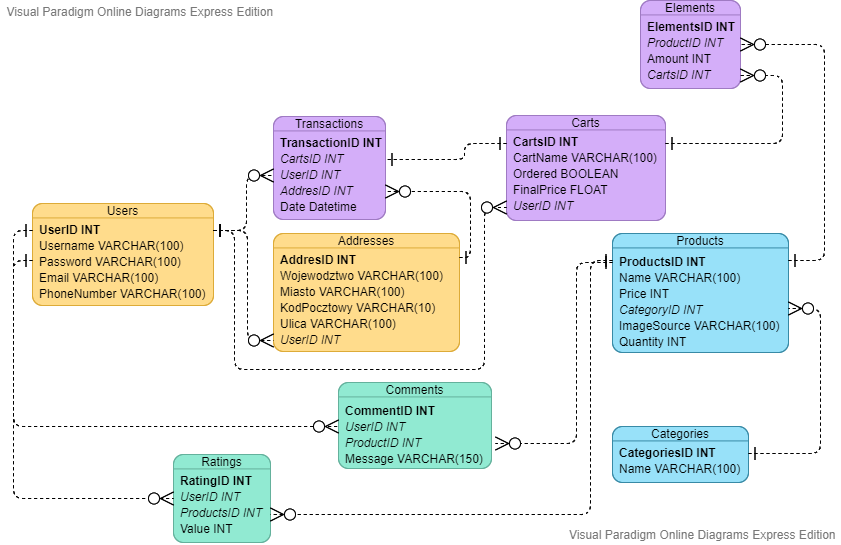 Visual Paradigm Online Diagrams Express Edition
Elements
ElementsID INT
ProductID INT
Amount INT
CartsID INT
Transactions
TransactionID INT
CartsID INT
UserID INT
AddresID INT
Date Datetime
Carts
CartsID INT
CartName VARCHAR(100)
Ordered BOOLEAN
FinalPrice FLOAT
UserID INT
Users
UserID INT
Username VARCHAR(100)
Password VARCHAR(100)
Email VARCHAR(100)
PhoneNumber VARCHAR(100)
Addresses
AddresID INT
Wojewodztwo VARCHAR(100)
Miasto VARCHAR(100)
KodPocztowy VARCHAR(10)
Ulica VARCHAR(100)
UserID INT
Products
ProductsID INT
Name VARCHAR(100)
Price INT
CategoryID INT
ImageSource VARCHAR(100)
Quantity INT
Comments
CommentID INT
UserID INT
ProductID INT
Message VARCHAR(150)
Categories
CategoriesID INT
Name VARCHAR(100)
Ratings
RatingID INT
UserID INT
ProductsID INT
Value INT
Visual Paradigm Online Diagrams Express Edition